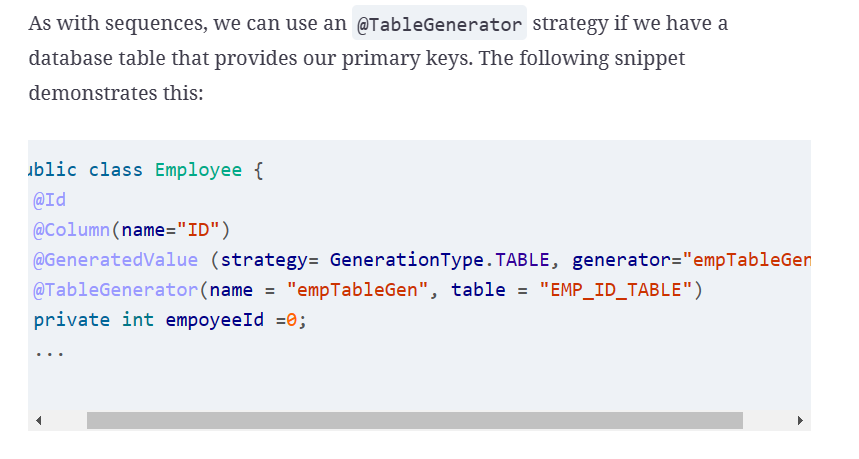 As with sequences, we can use an @TableGenerator strategy if we have a
database table that provides our primary keys. The following snippet
demonstrates this:
ublic class Employee {
@Id
@Column(name="ID")
@GeneratedValue (strategy= GenerationType.TABLE, generator="empTableGen
@TableGenerator(name = "empTableGen", table = "EMP_ID_TABLE")
private int empoyeeId =0;
...